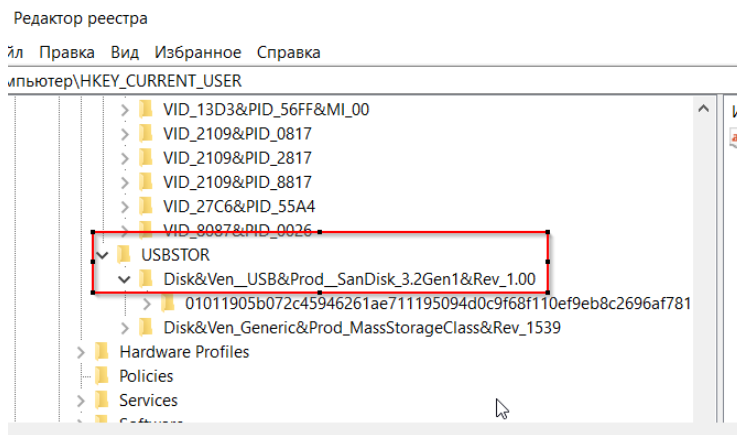 Редактор реестра
йл Правка Вид Избранное Справка
мпьютер\HKEY_CURRENT_USER
VID_13D3&PID_56FF&MI_00
VID_2109&PID_0817
VID_2109&PID_2817
VID_2109&PID_8817
VID_27C6&PID_55A4
VID_8087&PID_0026
USBSTOR
Disk&Ven__USB&Prod__SanDisk_3.2Gen1&Rev_1.00
01011905b072c45946261ae711195094d0c9f68f110ef9eb8c2696af781
Disk&Ven_Generic&Prod_MassStorageClass&Rev_1539
Hardware Profiles
Policies
Services
Software